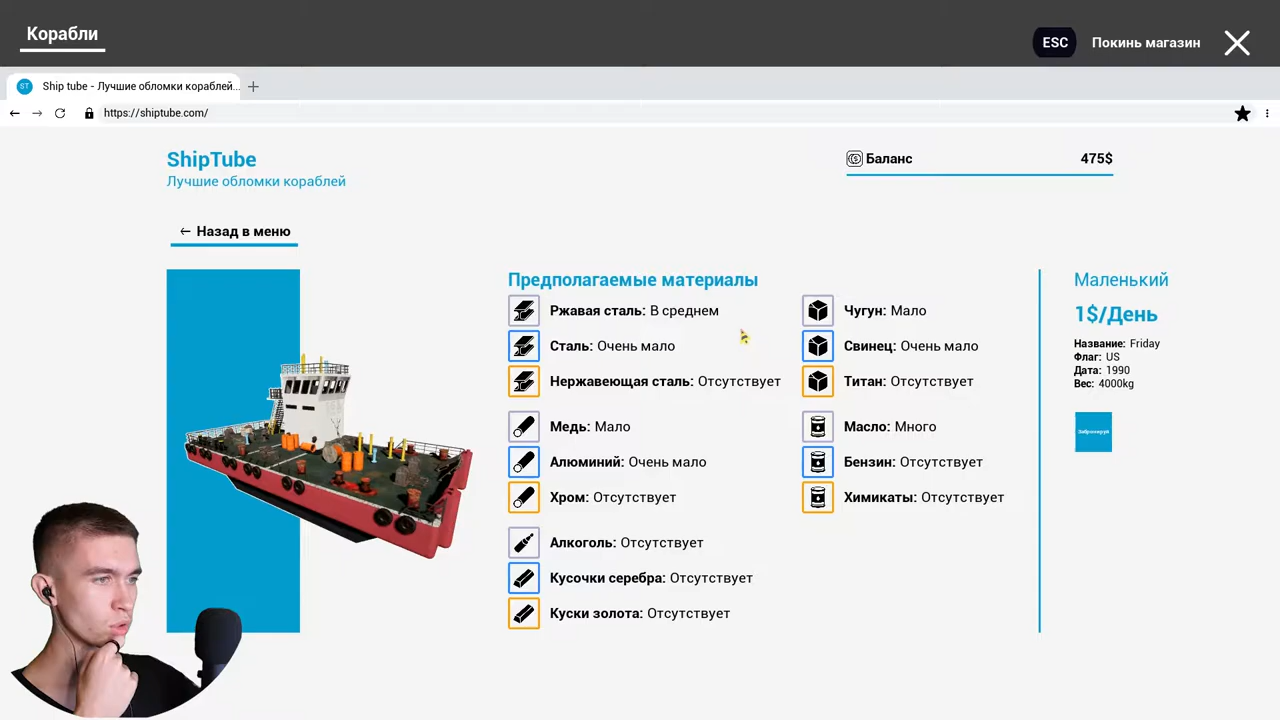 Корабли
ESC Покинь магазин
ST Ship tube - Лучшие обломки кораблей...
https://shiptube.com/
ShipTube
Лучшие обломки кораблей
Баланс 475$
← Назад в меню
Предполагаемые материалы
Ржавая сталь: В среднем
Сталь: Очень мало
Нержавеющая сталь: Отсутствует
Медь: Мало
Алюминий: Очень мало
Хром: Отсутствует
Алкоголь: Отсутствует
Кусочки серебра: Отсутствует
Куски золота: Отсутствует
Чугун: Мало
Свинец: Очень мало
Титан: Отсутствует
Масло: Много
Бензин: Отсутствует
Химикаты: Отсутствует
Маленький
1$/День
Название: Friday
Флаг: US
Дата: 1990
Вес: 4000kg